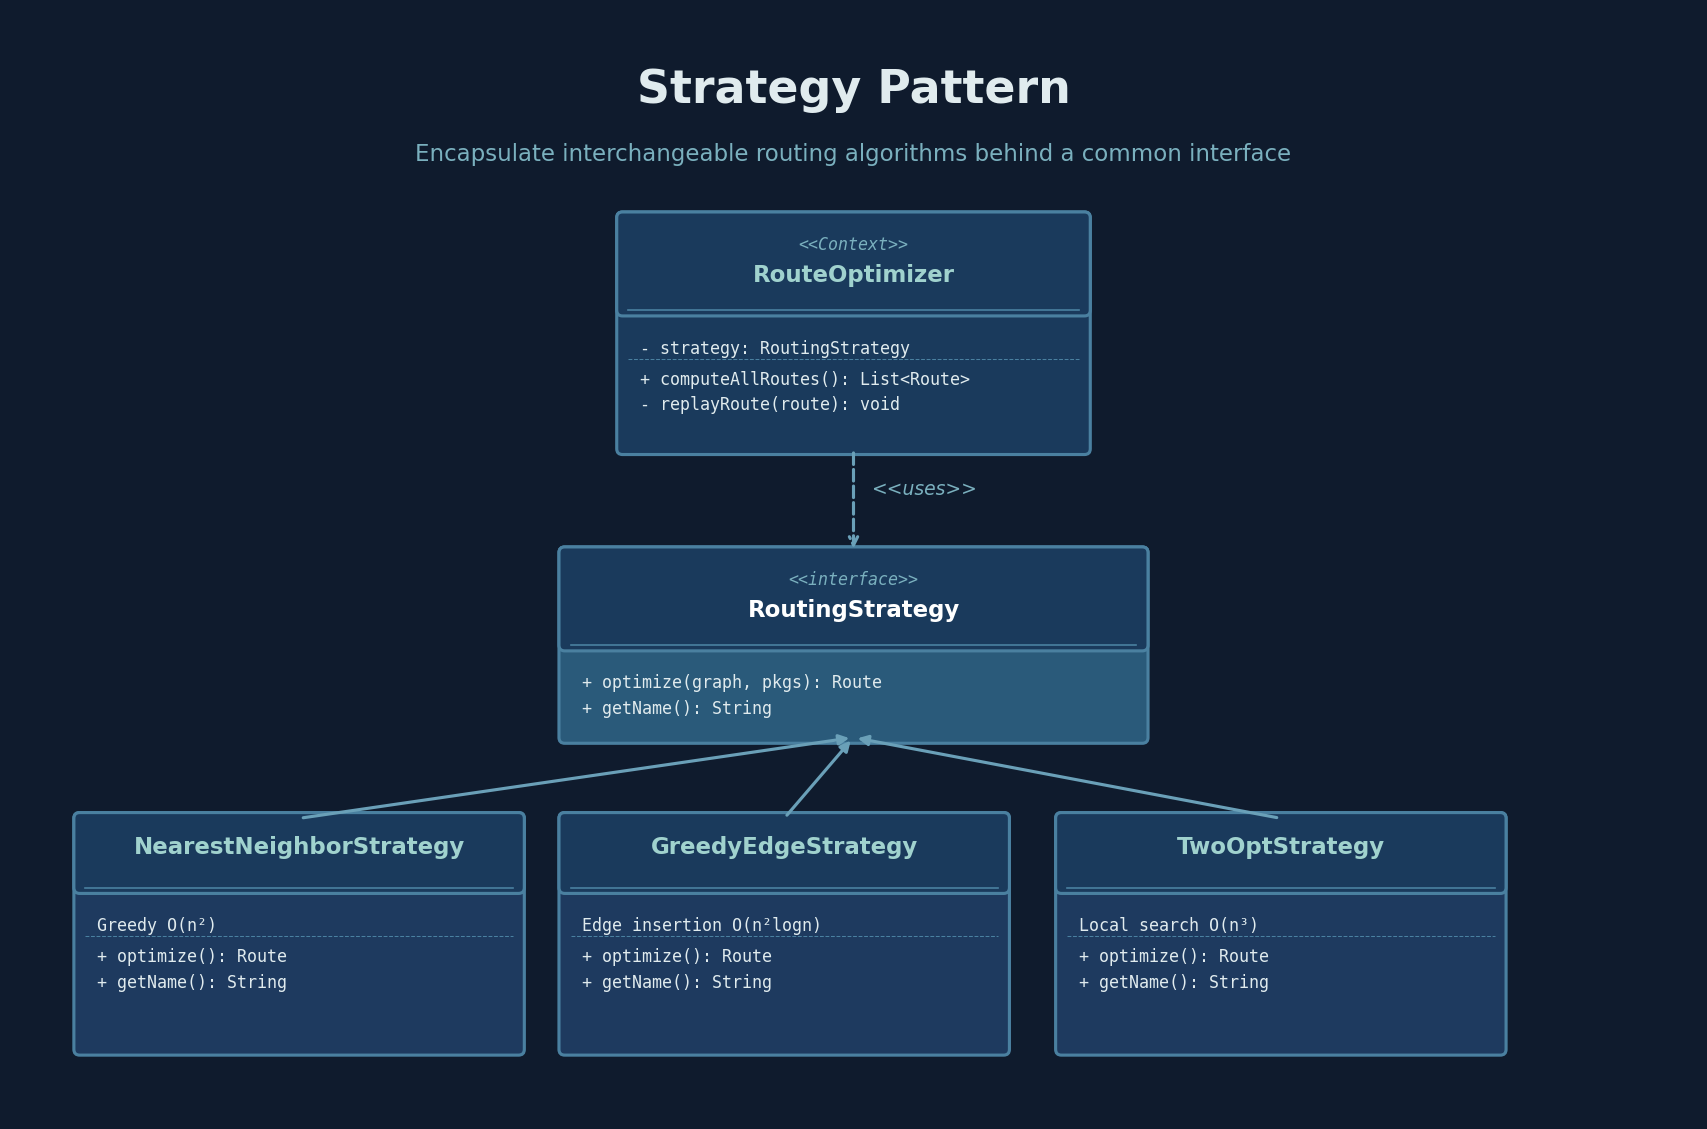 Strategy Pattern
Encapsulate interchangeable routing algorithms behind a common interface
<<Context>>
RouteOptimizer
- strategy: RoutingStrategy
+ computeAllRoutes(): List<Route>
- replayRoute(route): void
<<uses>>
<<interface>>
RoutingStrategy
+ optimize(graph, pkgs): Route
+ getName(): String
NearestNeighborStrategy
Greedy O(n²)
+ optimize(): Route
+ getName(): String
GreedyEdgeStrategy
Edge insertion O(n²logn)
+ optimize(): Route
+ getName(): String
TwoOptStrategy
Local search O(n³)
+ optimize(): Route
+ getName(): String